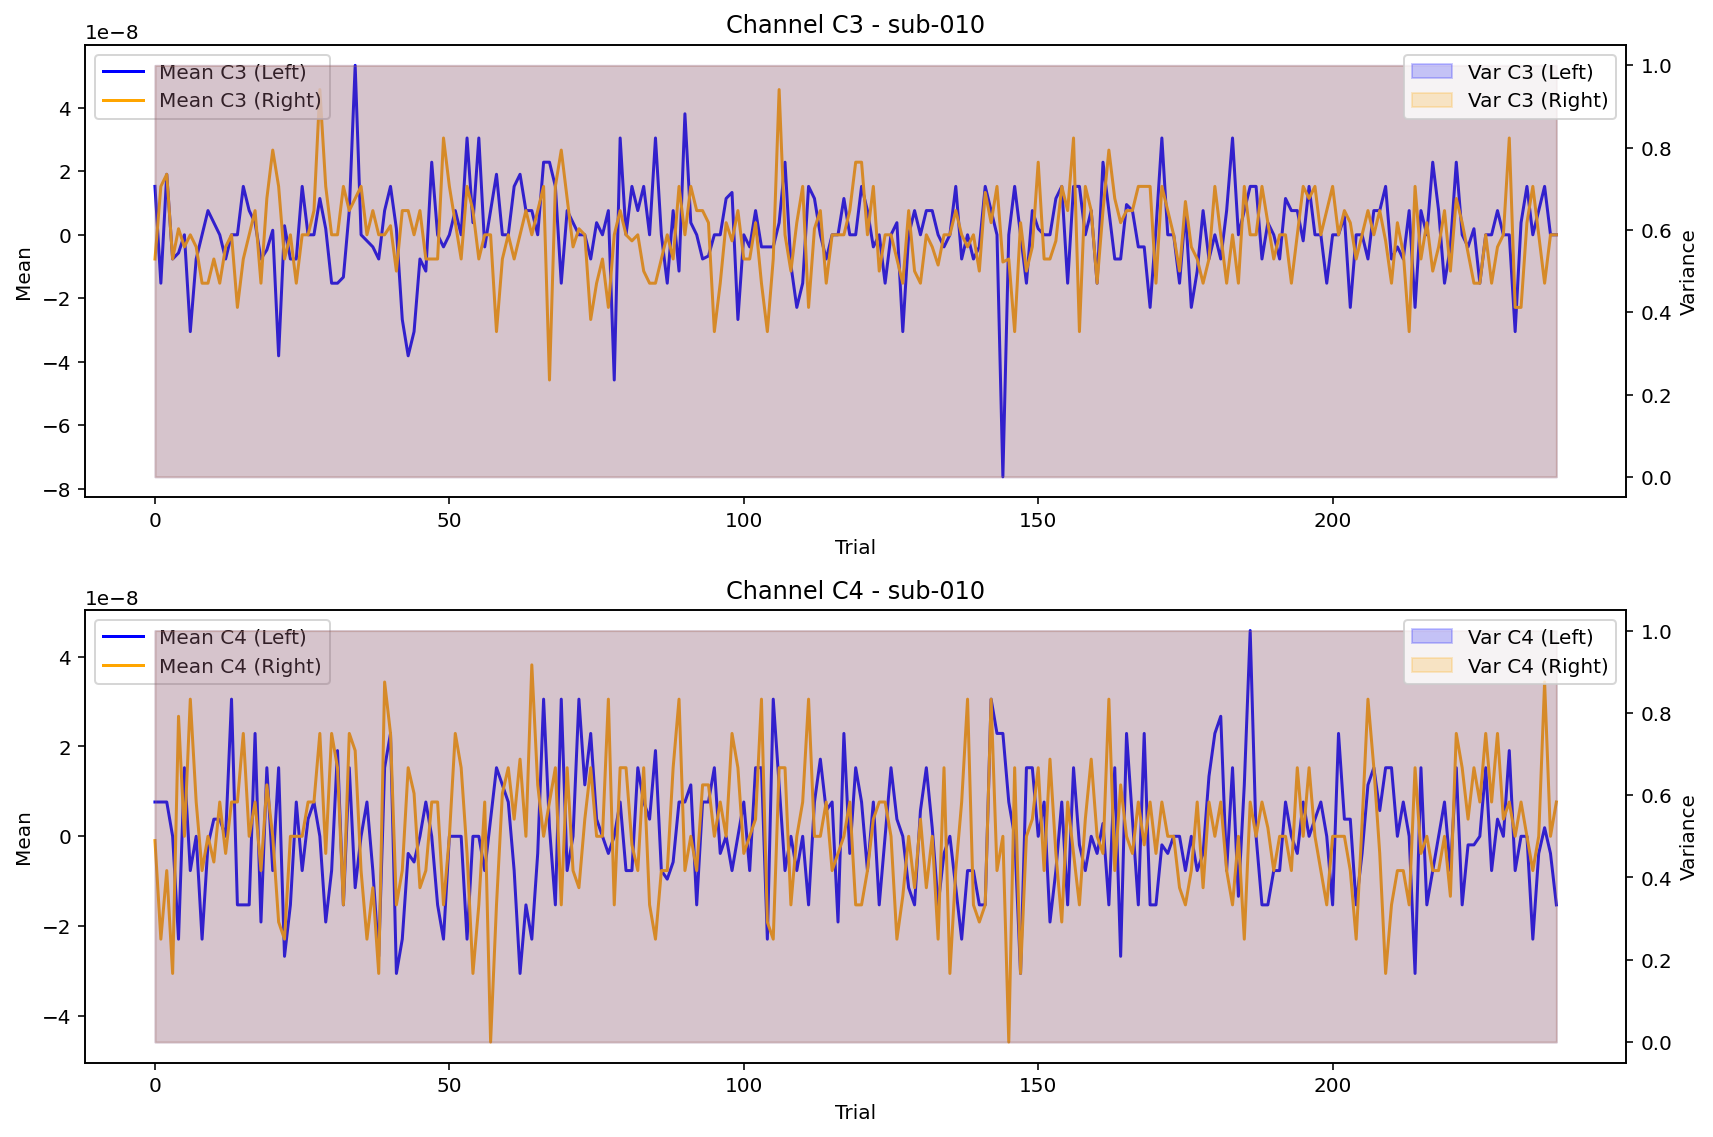 Channel C3 - sub-010
1e−8
Mean C3 (Left)
Mean C3 (Right)
Var C3 (Left)
Var C3 (Right)
4
2
0
−2
−4
−6
−8
Mean
1.0
0.8
0.6
0.4
0.2
0.0
Variance
0 50 100 150 200
Trial
Channel C4 - sub-010
1e−8
Mean C4 (Left)
Mean C4 (Right)
Var C4 (Left)
Var C4 (Right)
4
2
0
−2
−4
Mean
1.0
0.8
0.6
0.4
0.2
0.0
Variance
0 50 100 150 200
Trial